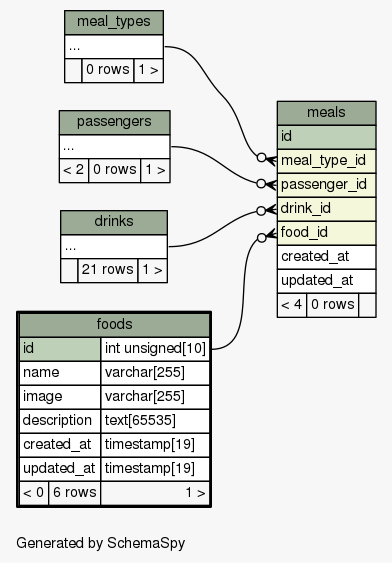 meal_types
...
0 rows 1 >
passengers
...
< 2 0 rows 1 >
drinks
...
21 rows 1 >
meals
id
meal_type_id
passenger_id
drink_id
food_id
created_at
updated_at
< 4 0 rows
foods
id int unsigned[10]
name varchar[255]
image varchar[255]
description text[65535]
created_at timestamp[19]
updated_at timestamp[19]
< 0 6 rows 1 >
Generated by SchemaSpy